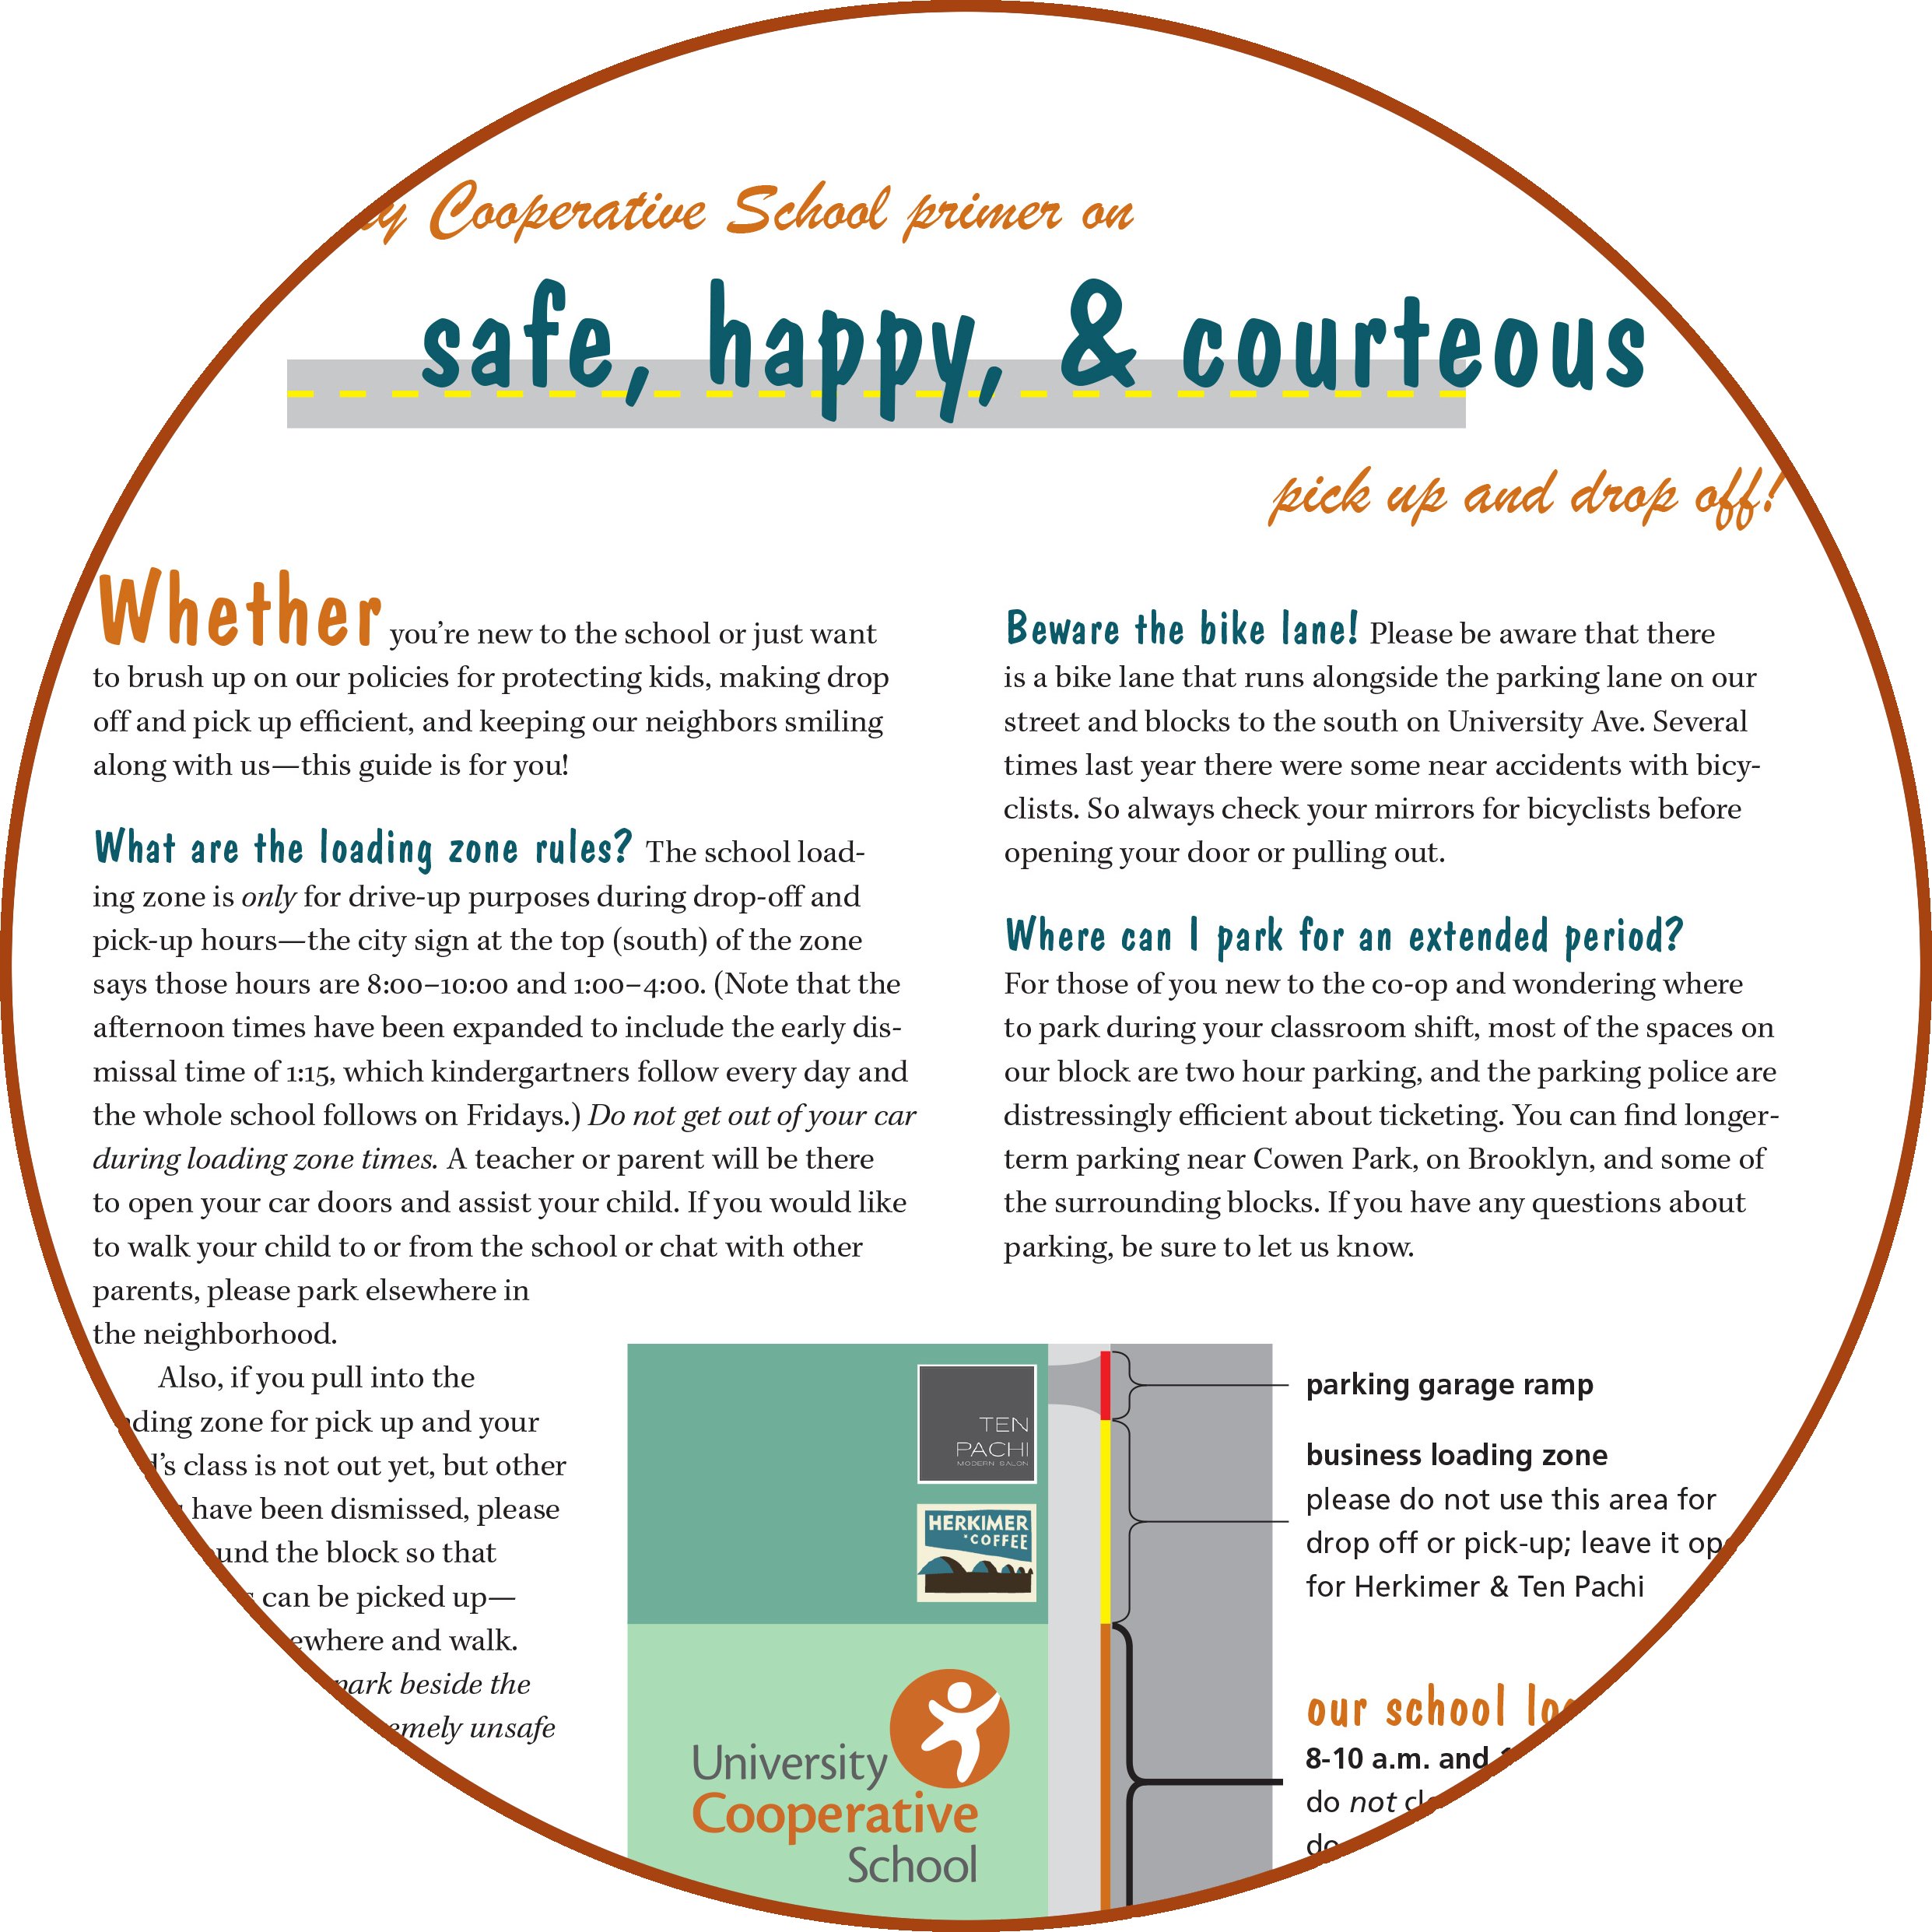 Cooperative School primer on
safe, happy, & courteous
pick up and drop off!
Whether you’re new to the school or just want
to brush up on our policies for protecting kids, making drop
off and pick up efficient, and keeping our neighbors smiling
along with us—this guide is for you!
What are the loading zone rules? The school load-
ing zone is only for drive-up purposes during drop-off and
pick-up hours—the city sign at the top (south) of the zone
says those hours are 8:00–10:00 and 1:00–4:00. (Note that the
afternoon times have been expanded to include the early dis-
missal time of 1:15, which kindergartners follow every day and
the whole school follows on Fridays.) Do not get out of your car
during loading zone times. A teacher or parent will be there
to open your car doors and assist your child. If you would like
to walk your child to or from the school or chat with other
parents, please park elsewhere in
the neighborhood.
Also, if you pull into the
zone for pick up and your
class is not out yet, but other
have been dismissed, please
the block so that
can be picked up—
and walk.
park beside the
unsafe
Beware the bike lane! Please be aware that there
is a bike lane that runs alongside the parking lane on our
street and blocks to the south on University Ave. Several
times last year there were some near accidents with bicy-
clists. So always check your mirrors for bicyclists before
opening your door or pulling out.
Where can I park for an extended period?
For those of you new to the co-op and wondering where
to park during your classroom shift, most of the spaces on
our block are two hour parking, and the parking police are
distressingly efficient about ticketing. You can find longer-
term parking near Cowen Park, on Brooklyn, and some of
the surrounding blocks. If you have any questions about
parking, be sure to let us know.
TEN
PACHI
MODERN SALON
HERKIMER
COFFEE
University
Cooperative
School
parking garage ramp
business loading zone
please do not use this area for
drop off or pick-up; leave it
for Herkimer & Ten Pachi
our school
8-10 a.m. and
do not